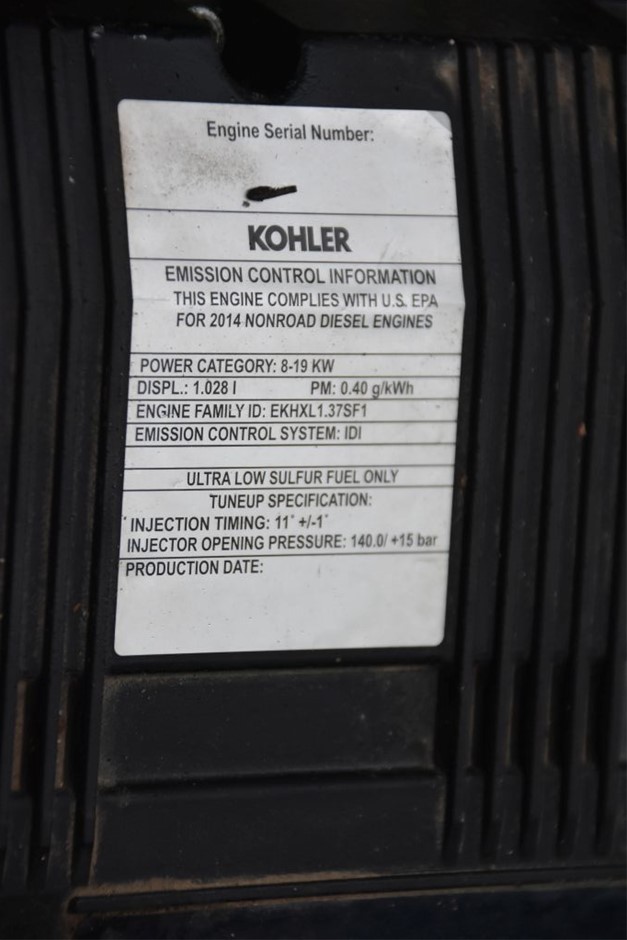 Engine Serial Number:
KOHLER
EMISSION CONTROL INFORMATION
THIS ENGINE COMPLIES WITH U.S. EPA
FOR 2014 NONROAD DIESEL ENGINES
POWER CATEGORY: 8-19 KW
DISPL.: 1.028 l PM: 0.40 g/kWh
ENGINE FAMILY ID: EKHXL1.37SF1
EMISSION CONTROL SYSTEM: IDI
ULTRA LOW SULFUR FUEL ONLY
TUNEUP SPECIFICATION:
INJECTION TIMING: 11° +/-1°
INJECTOR OPENING PRESSURE: 140.0/ +15 bar
PRODUCTION DATE: